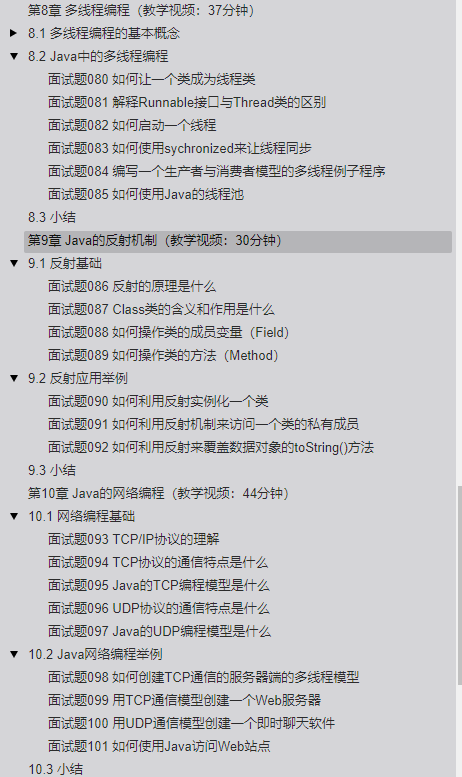 第8章 多线程编程（教学视频：37分钟）
8.1 多线程编程的基本概念
8.2 Java中的多线程编程
面试题080 如何让一个类成为线程类
面试题081 解释Runnable接口与Thread类的区别
面试题082 如何启动一个线程
面试题083 如何使用sychronized来让线程同步
面试题084 编写一个生产者与消费者模型的多线程例子程序
面试题085 如何使用Java的线程池
8.3 小结
第9章 Java的反射机制（教学视频：30分钟）
9.1 反射基础
面试题086 反射的原理是什么
面试题087 Class类的含义和作用是什么
面试题088 如何操作类的成员变量（Field）
面试题089 如何操作类的方法（Method）
9.2 反射应用举例
面试题090 如何利用反射实例化一个类
面试题091 如何利用反射机制来访问一个类的私有成员
面试题092 如何利用反射来覆盖数据对象的toString()方法
9.3 小结
第10章 Java的网络编程（教学视频：44分钟）
10.1 网络编程基础
面试题093 TCP/IP协议的理解
面试题094 TCP协议的通信特点是什么
面试题095 Java的TCP编程模型是什么
面试题096 UDP协议的通信特点是什么
面试题097 Java的UDP编程模型是什么
10.2 Java网络编程举例
面试题098 如何创建TCP通信的服务器端的多线程模型
面试题099 用TCP通信模型创建一个Web服务器
面试题100 用UDP通信模型创建一个即时聊天软件
面试题101 如何使用Java访问Web站点
10.3 小结